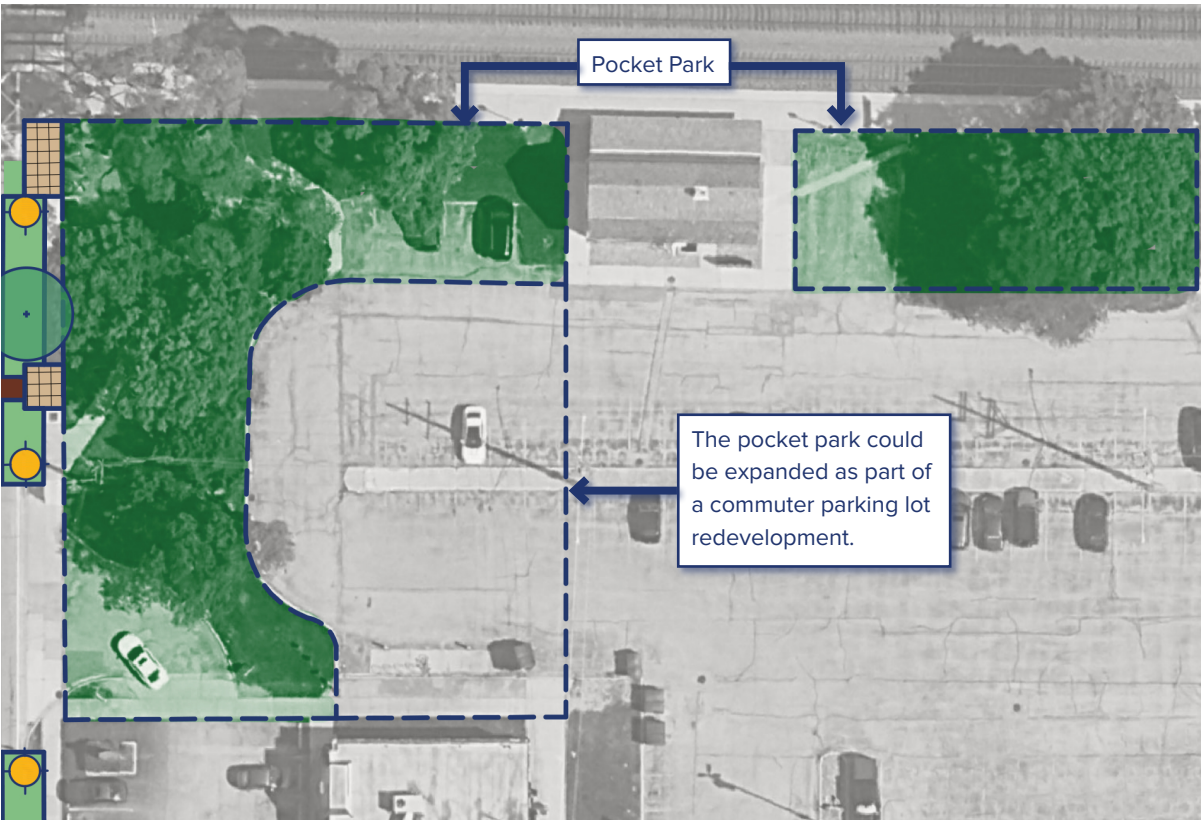 Pocket Park
The pocket park could
be expanded as part of
a commuter parking lot
redevelopment.